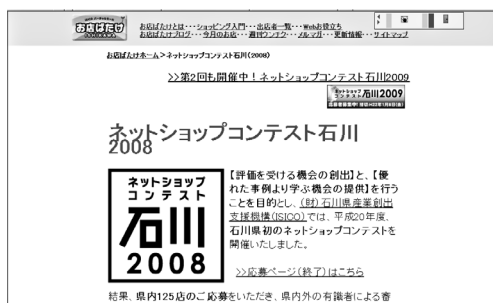 お店ばたけ
お店ばたけとは・・・ショッピング入門・・・出店者一覧・・・Webお役立ち
お店ばたけブログ・・・今月のお店・・・週刊ワンテク・・・メルマガ・・・更新情報・・・サイトマップ
お店ばたけホーム>ネットショップコンテスト石川(2008)
>>第2回も開催中!ネットショップコンテスト石川2009
ネットショップ
コンテスト 石川2009
ネットショップコンテスト石川
2008
ネットショップ
コンテスト
石川
2008
【評価を受ける機会の創出】と、【優
れた事例より学ぶ機会の提供】を行う
ことを目的とし、(財)石川県産業創出
支援機構(ISICO)では、平成20年度、
石川県初のネットショップコンテストを
開催いたしました。
>>応募ページ(終了)はこちら
結果、県内125店のご応募をいただき、県内外の有識者による審